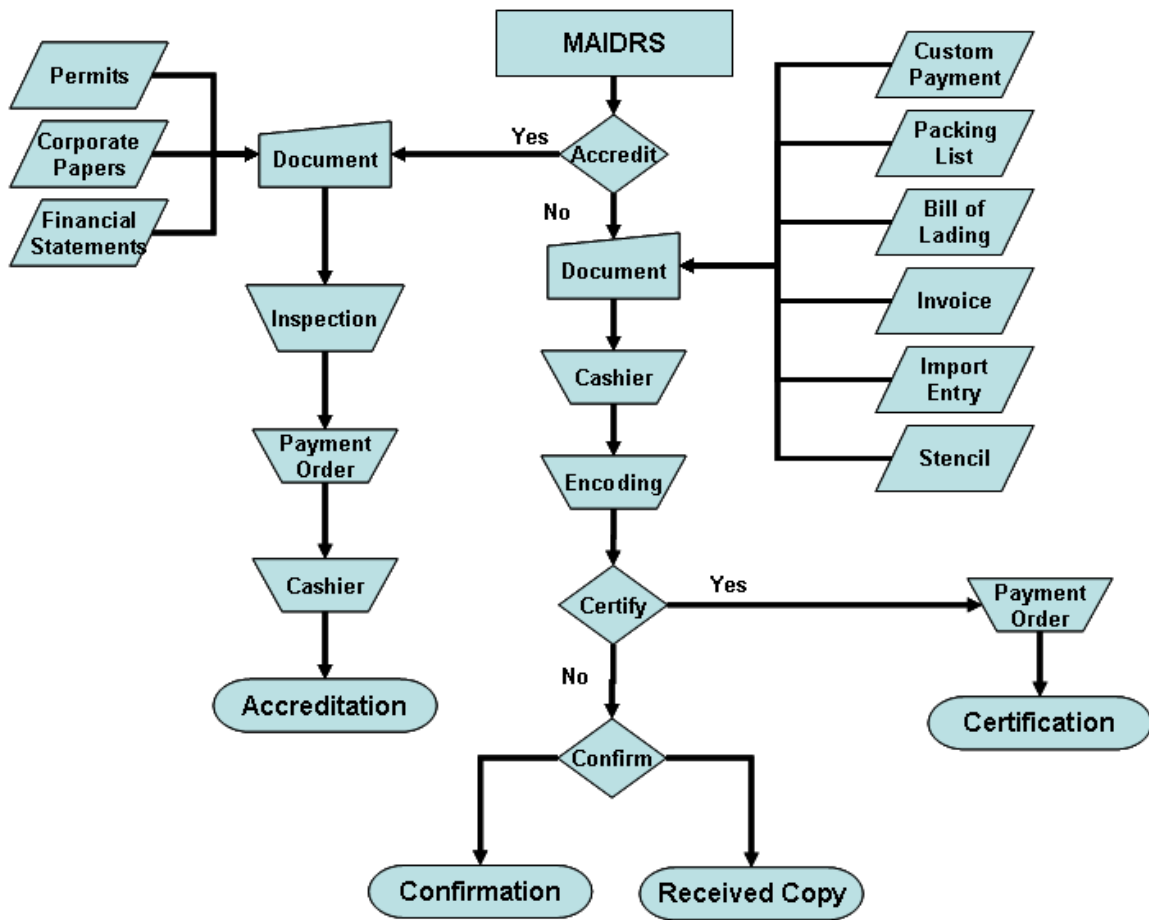 MAIDRS
Permits
Corporate
Papers
Financial
Statements
Document
Yes
Accredit
No
Document
Custom
Payment
Packing
List
Bill of
Lading
Invoice
Import
Entry
Stencil
Inspection
Payment
Order
Cashier
Accreditation
Cashier
Encoding
Certify
Yes
Payment
Order
Certification
No
Confirm
Confirmation
Received Copy